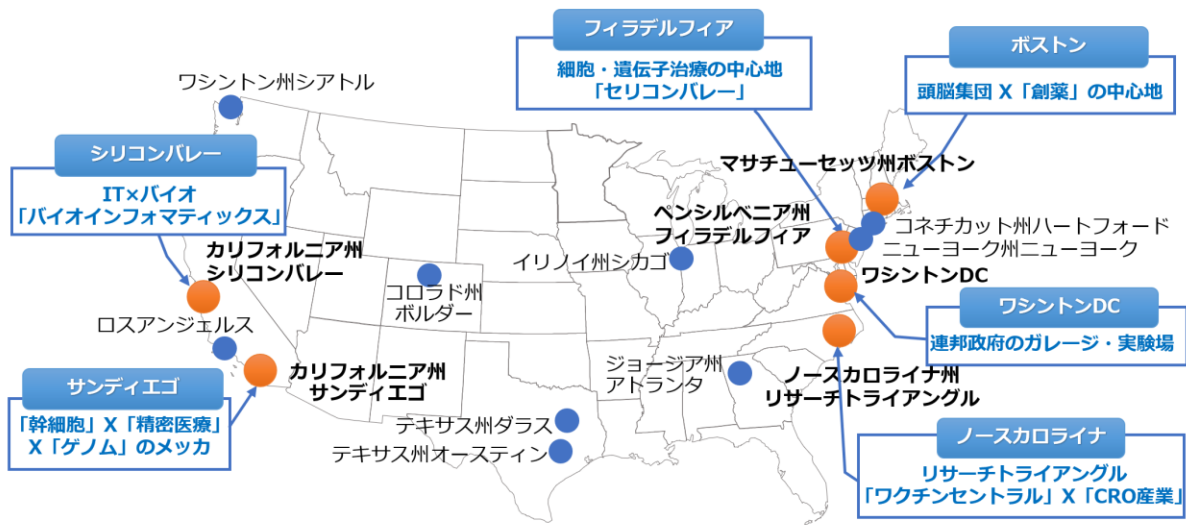 フィラデルフィア
細胞・遺伝子治療の中心地
「セリコンバレー」
ボストン
頭脳集団 X「創薬」の中心地
ワシントン州シアトル
シリコンバレー
IT×バイオ
「バイオインフォマティックス」
マサチューセッツ州ボストン
ペンシルベニア州
フィラデルフィア
コネチカット州ハートフォード
ニューヨーク州ニューヨーク
カリフォルニア州
シリコンバレー
イリノイ州シカゴ
ワシントンDC
コロラド州
ボルダー
ワシントンDC
連邦政府のガレージ・実験場
ロスアンジェルス
サンディエゴ
「幹細胞」X「精密医療」
X「ゲノム」のメッカ
カリフォルニア州
サンディエゴ
ジョージア州
アトランタ
ノースカロライナ州
リサーチトライアングル
テキサス州ダラス
テキサス州オースティン
ノースカロライナ
リサーチトライアングル
「ワクチンセントラル」X「CRO産業」